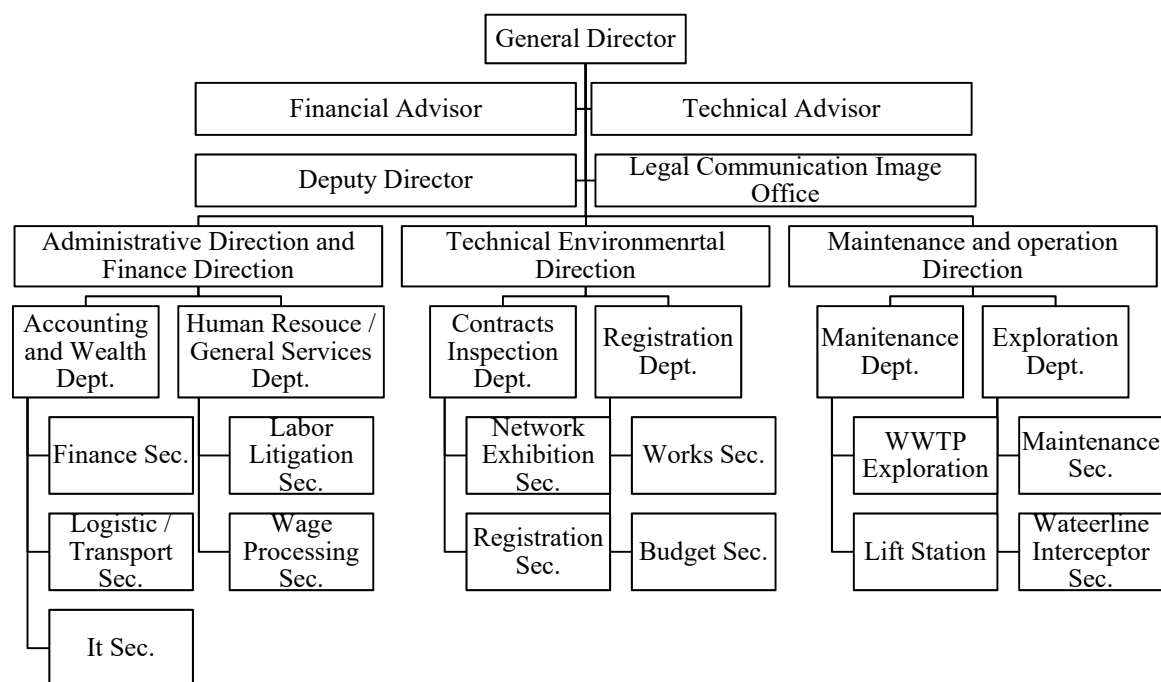 General Director
Financial Advisor
Technical Advisor
Deputy Director
Legal Communication Image
Office
Administrative Direction and
Finance Direction
Technical Environmenrtal
Direction
Maintenance and operation
Direction
Accounting
and Wealth
Dept.
Human Resouce /
General Services
Dept.
Contracts
Inspection
Dept.
Registration
Dept.
Manitenance
Dept.
Exploration
Dept.
Finance Sec.
Labor
Litigation
Sec.
Network
Exhibition
Sec.
Works Sec.
WWTP
Exploration
Maintenance
Sec.
Logistic /
Transport
Sec.
Wage
Processing
Sec.
Registration
Sec.
Budget Sec.
Lift Station
Wateerline
Interceptor
Sec.
It Sec.